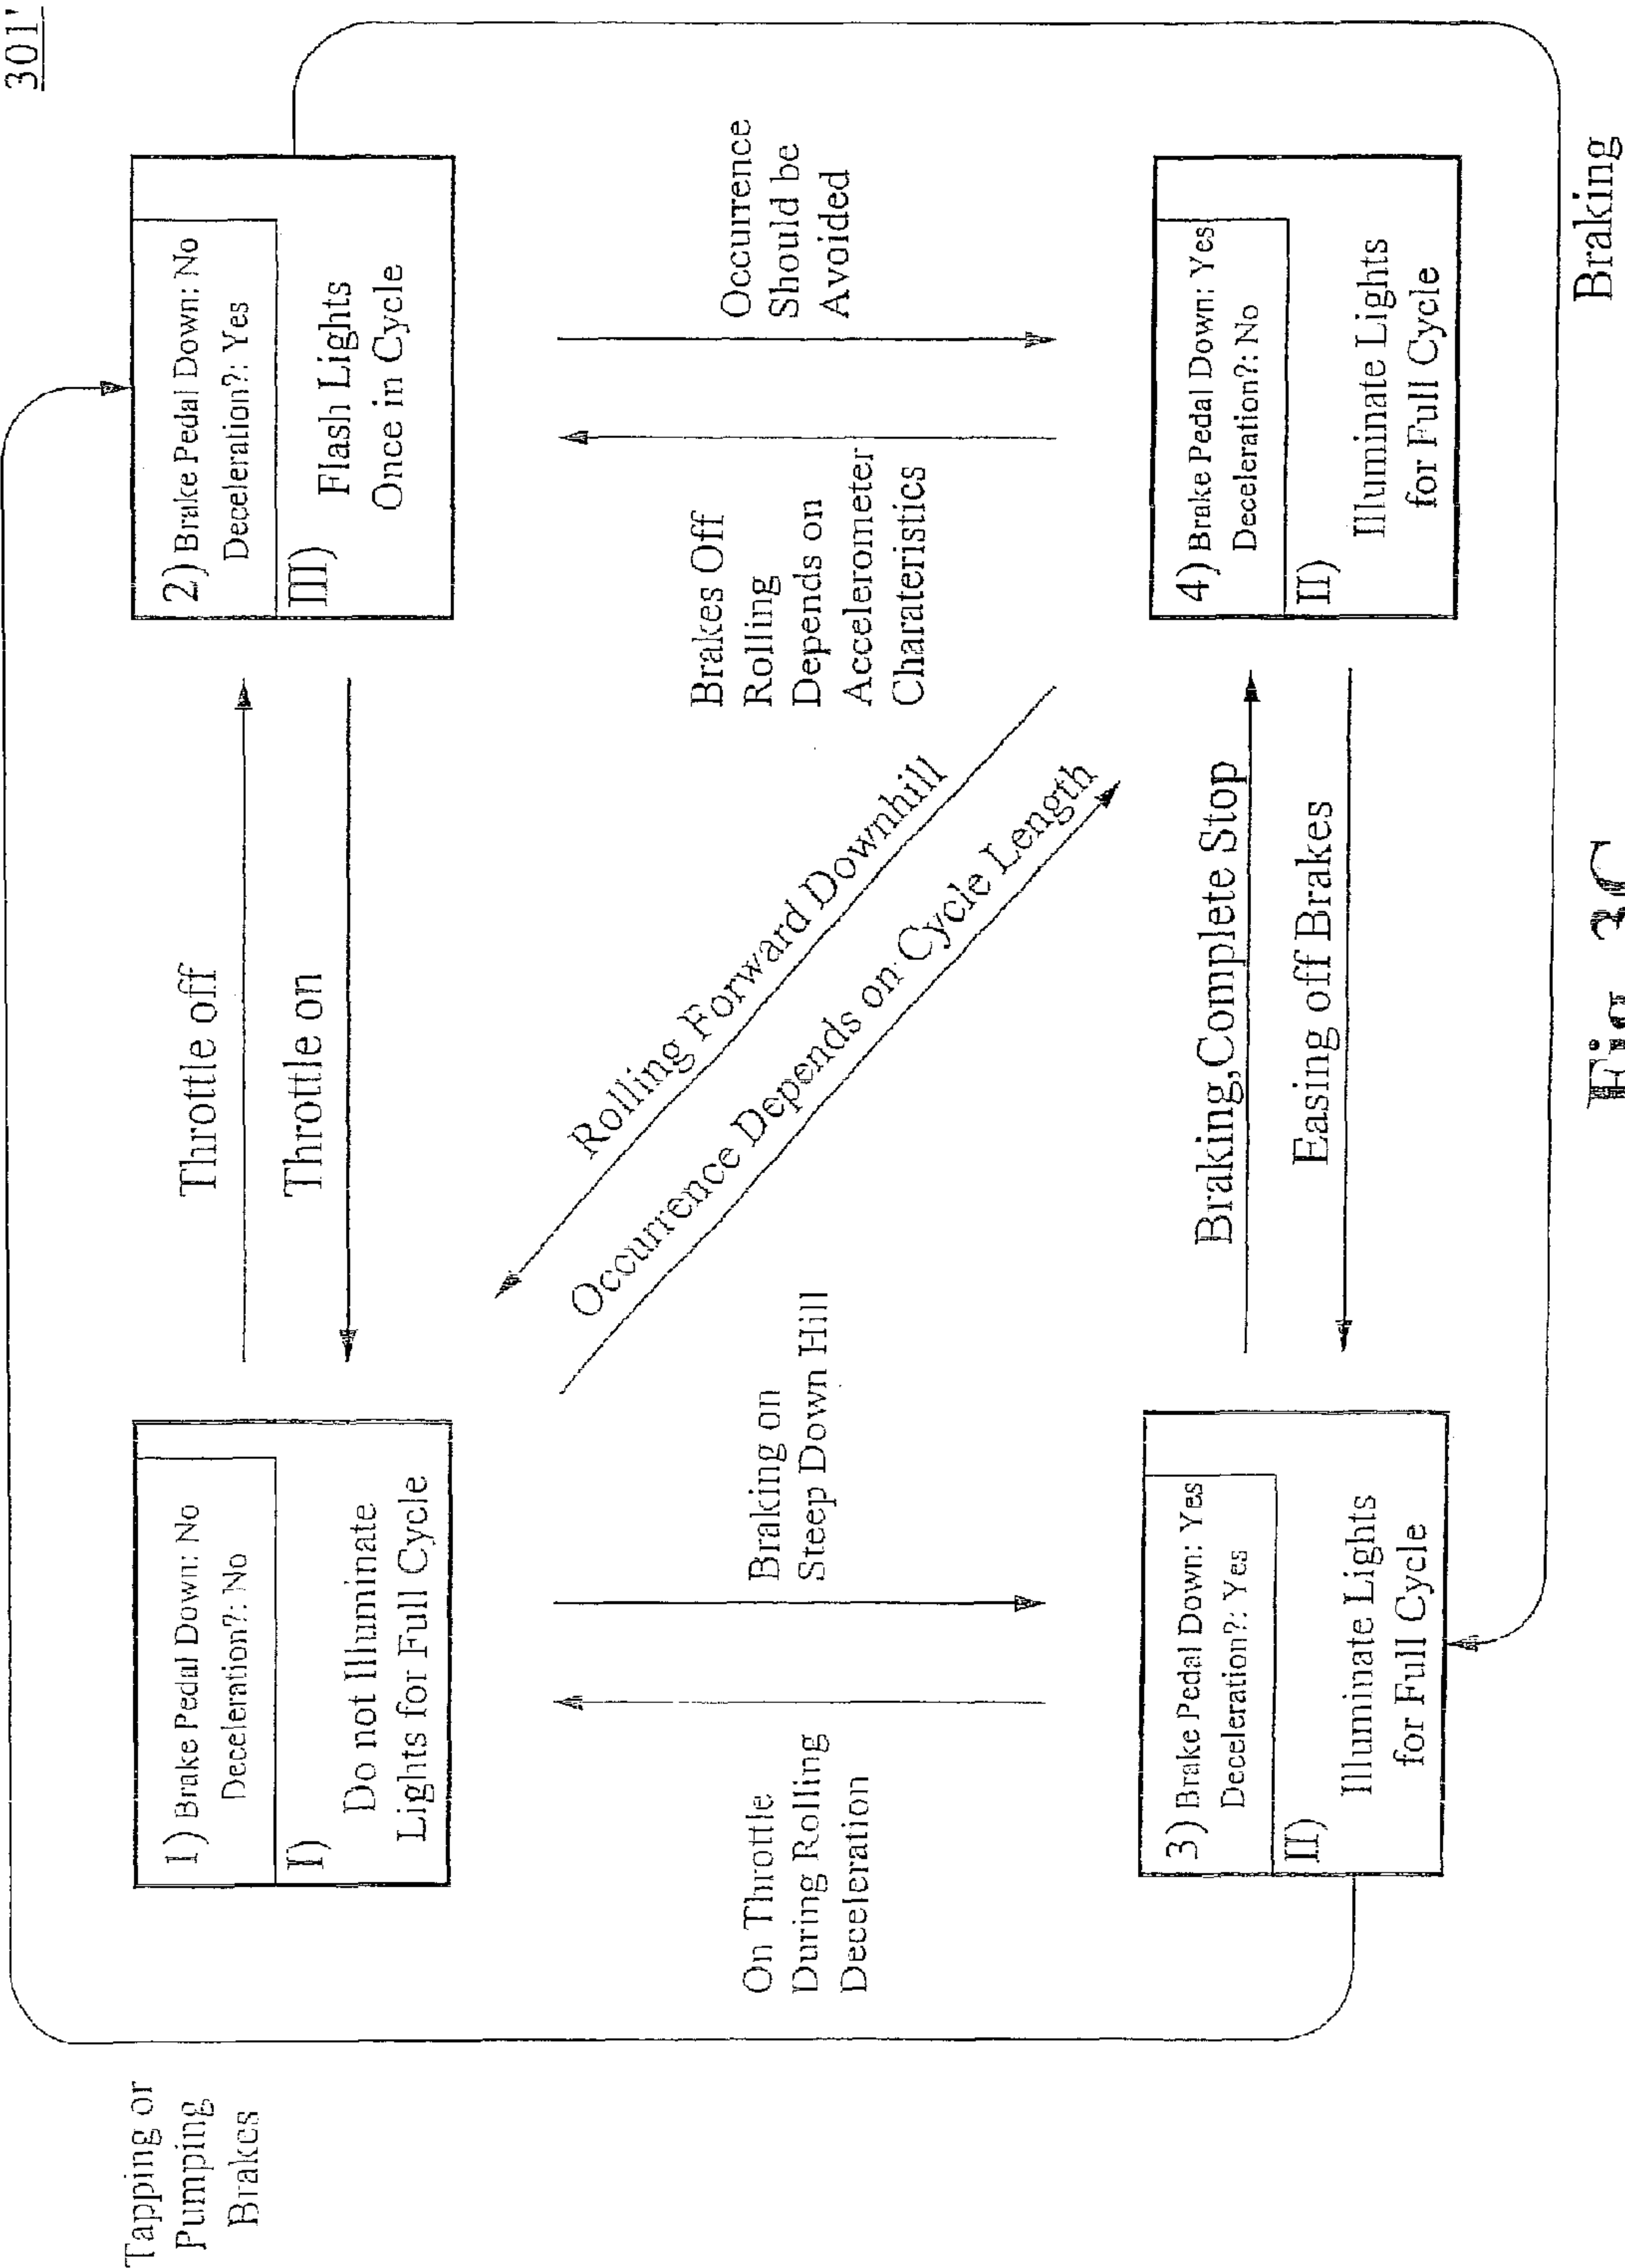 301'
Tapping or
Pumping
Brakes
1) Brake Pedal Down: No
Deceleration?: No
I)
Do not Illuminate
Lights for Full Cycle
Throttle off
Throttle on
2) Brake Pedal Down: No
Deceleration?: Yes
III)
Flash Lights
Once in Cycle
On Throttle
During Rolling
Deceleration
Braking on
Steep Down Hill
Rolling Forward Downhill
Occurrence Depends on Cycle Length
Brakes Off
Rolling
Depends on
Accelerometer
Charateristics
Occurrence
Should be
Avoided
3) Brake Pedal Down: Yes
Deceleration?: Yes
II)
Illuminate Lights
for Full Cycle
Braking,Complete Stop
Easing off Brakes
4) Brake Pedal Down: Yes
Deceleration?: No
II)
Illuminate Lights
for Full Cycle
Braking
Fig. 3C